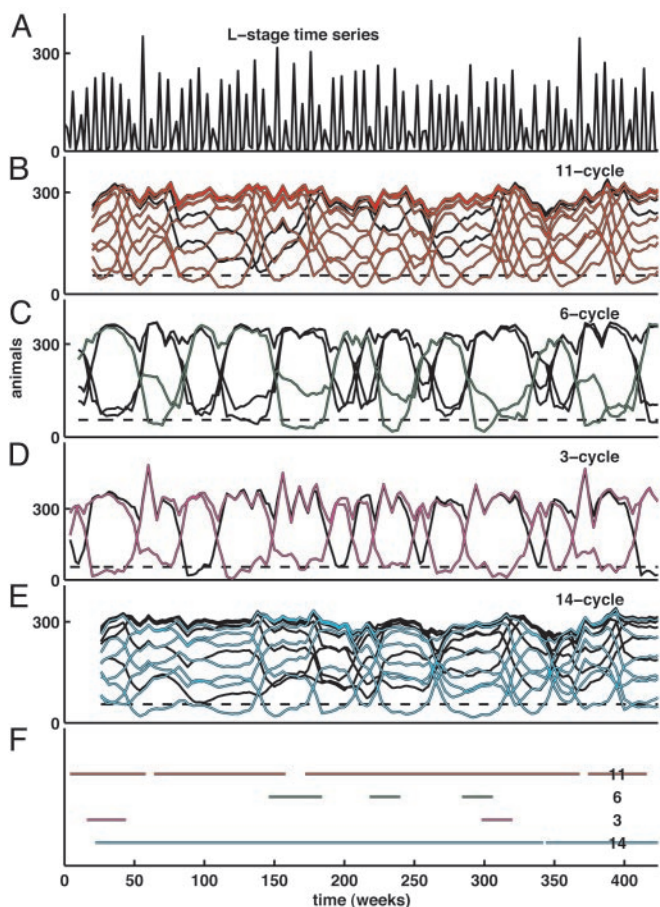 A
L-stage time series
300
0
B
11-cycle
300
0
C
6-cycle
300
animals
0
D
3-cycle
300
0
E
14-cycle
300
0
F
11
6
3
14
0 50 100 150 200 250 300 350 400
time (weeks)